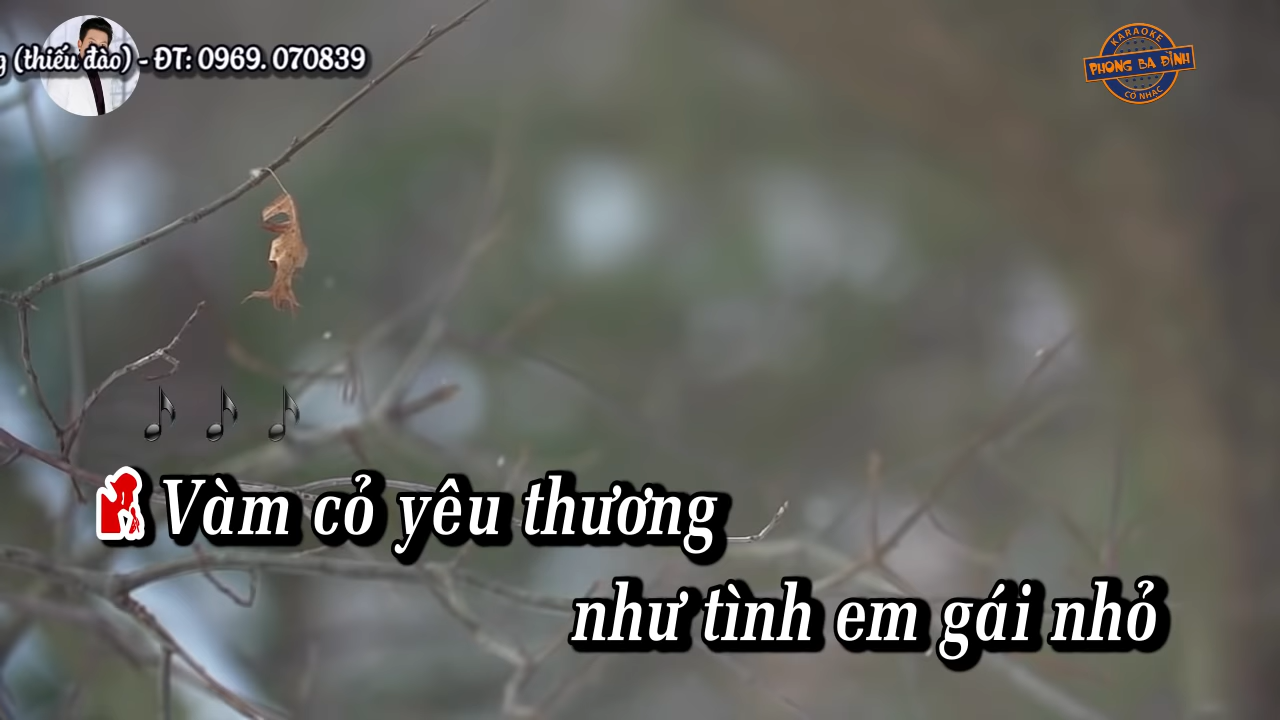 (thiếu đào) - ĐT: 0969. 070839
KARAOKE
PHONG BA ĐÌNH
CỔ NHẠC
Vàm cỏ yêu thương
như tình em gái nhỏ